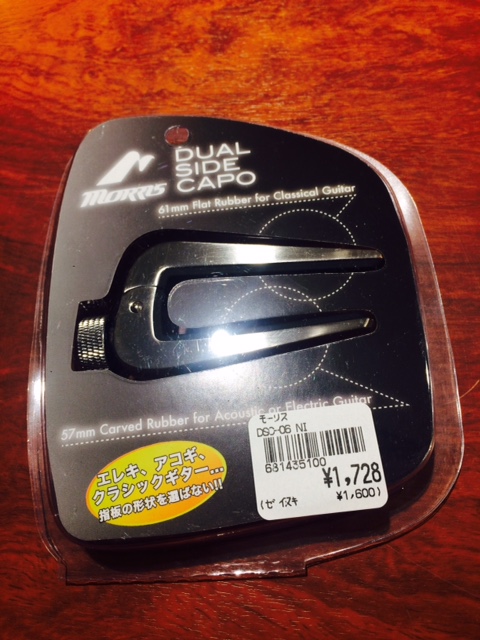 MORRIS
DUAL
SIDE
CAPO
61mm Flat Rubber for Classical Guitar
57mm Carved Rubber for Acoustic or Electric Guitar
エレキ、アコギ、
クラシックギター...
指板の形状を選ばない!!
モーリス
DSC-06 NI
681435100
¥1,728
(ゼイヌキ ¥1,600)